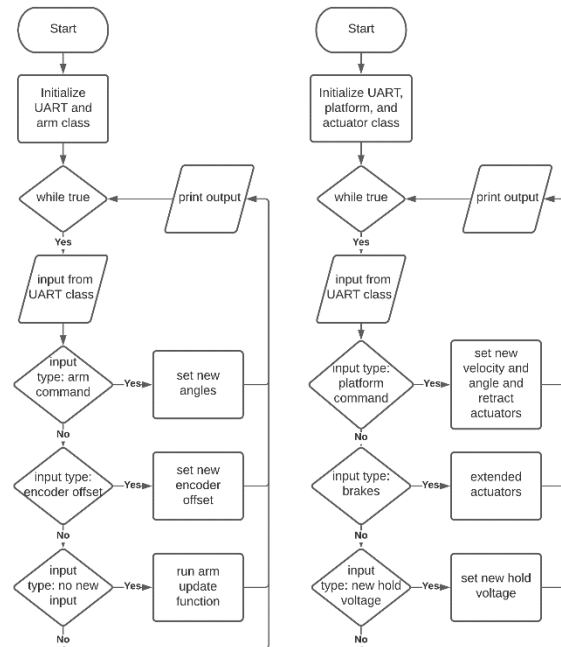 Start
Initialize
UART and
arm class
while true
print output
Yes
input from
UART class
input
type: arm
command
Yes
set new
angles
No
input type:
encoder offset
Yes
set new
encoder
offset
No
input
type: no new
input
Yes
run arm
update
function
No
Start
Initialize UART,
platform, and
actuator class
while true
print output
Yes
input from
UART class
input type:
platform
command
Yes
set new
velocity and
angle and
retract
actuators
No
input type:
brakes
Yes
extended
actuators
No
input
type: new hold
voltage
Yes
set new hold
voltage
No